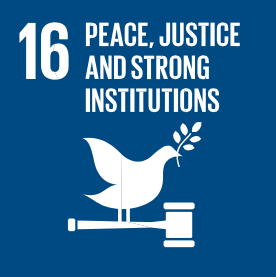 16 PEACE, JUSTICE
AND STRONG
INSTITUTIONS